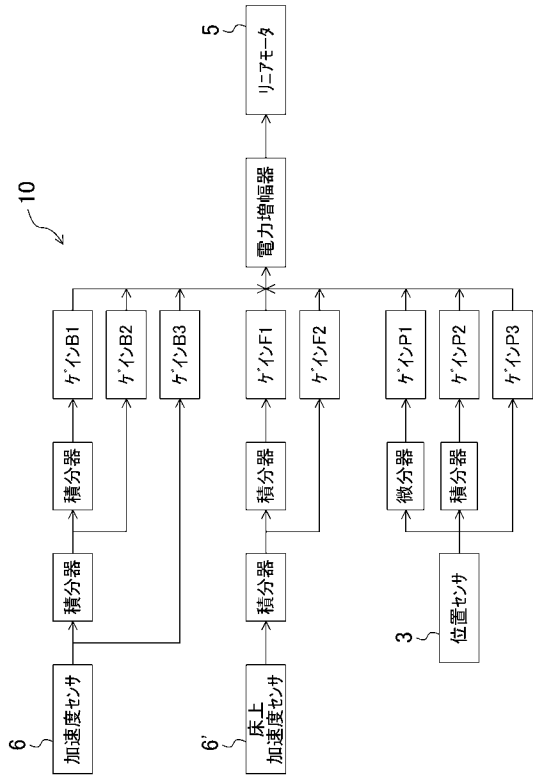 10
6
加速度センサ
積分器
積分器
ゲインB1
ゲインB2
ゲインB3
6'
床上
加速度センサ
積分器
積分器
ゲインF1
ゲインF2
電力増幅器
5
リニアモータ
3
位置センサ
微分器
積分器
ゲインP1
ゲインP2
ゲインP3